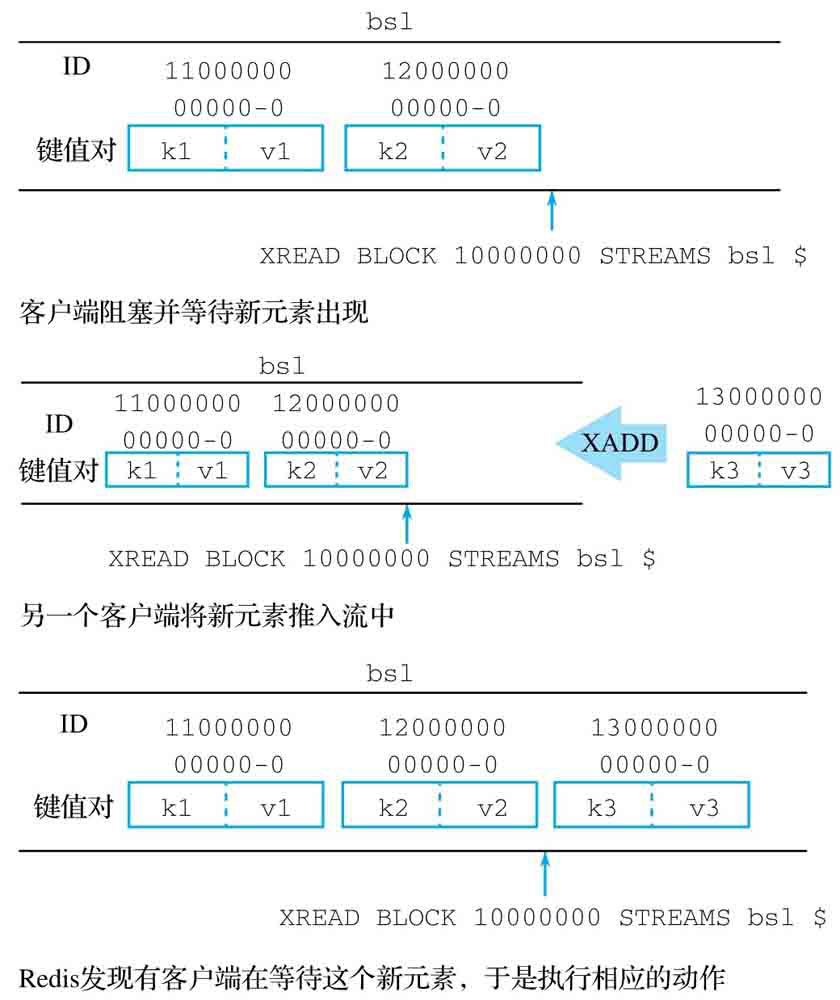 bsl
ID 11000000 12000000
00000-0 00000-0
键值对 k1 v1 k2 v2
XREAD BLOCK 10000000 STREAMS bsl $
客户端阻塞并等待新元素出现
bsl
11000000 12000000 13000000
ID XADD
00000-0 00000-0 00000-0
键值对 k1 v1 k2 v2 k3 v3
XREAD BLOCK 10000000 STREAMS bsl $
另一个客户端将新元素推入流中
bsl
ID 11000000 12000000 13000000
00000-0 00000-0 00000-0
键值对 k1 v1 k2 v2 k3 v3
XREAD BLOCK 10000000 STREAMS bsl $
Redis发现有客户端在等待这个新元素，于是执行相应的动作